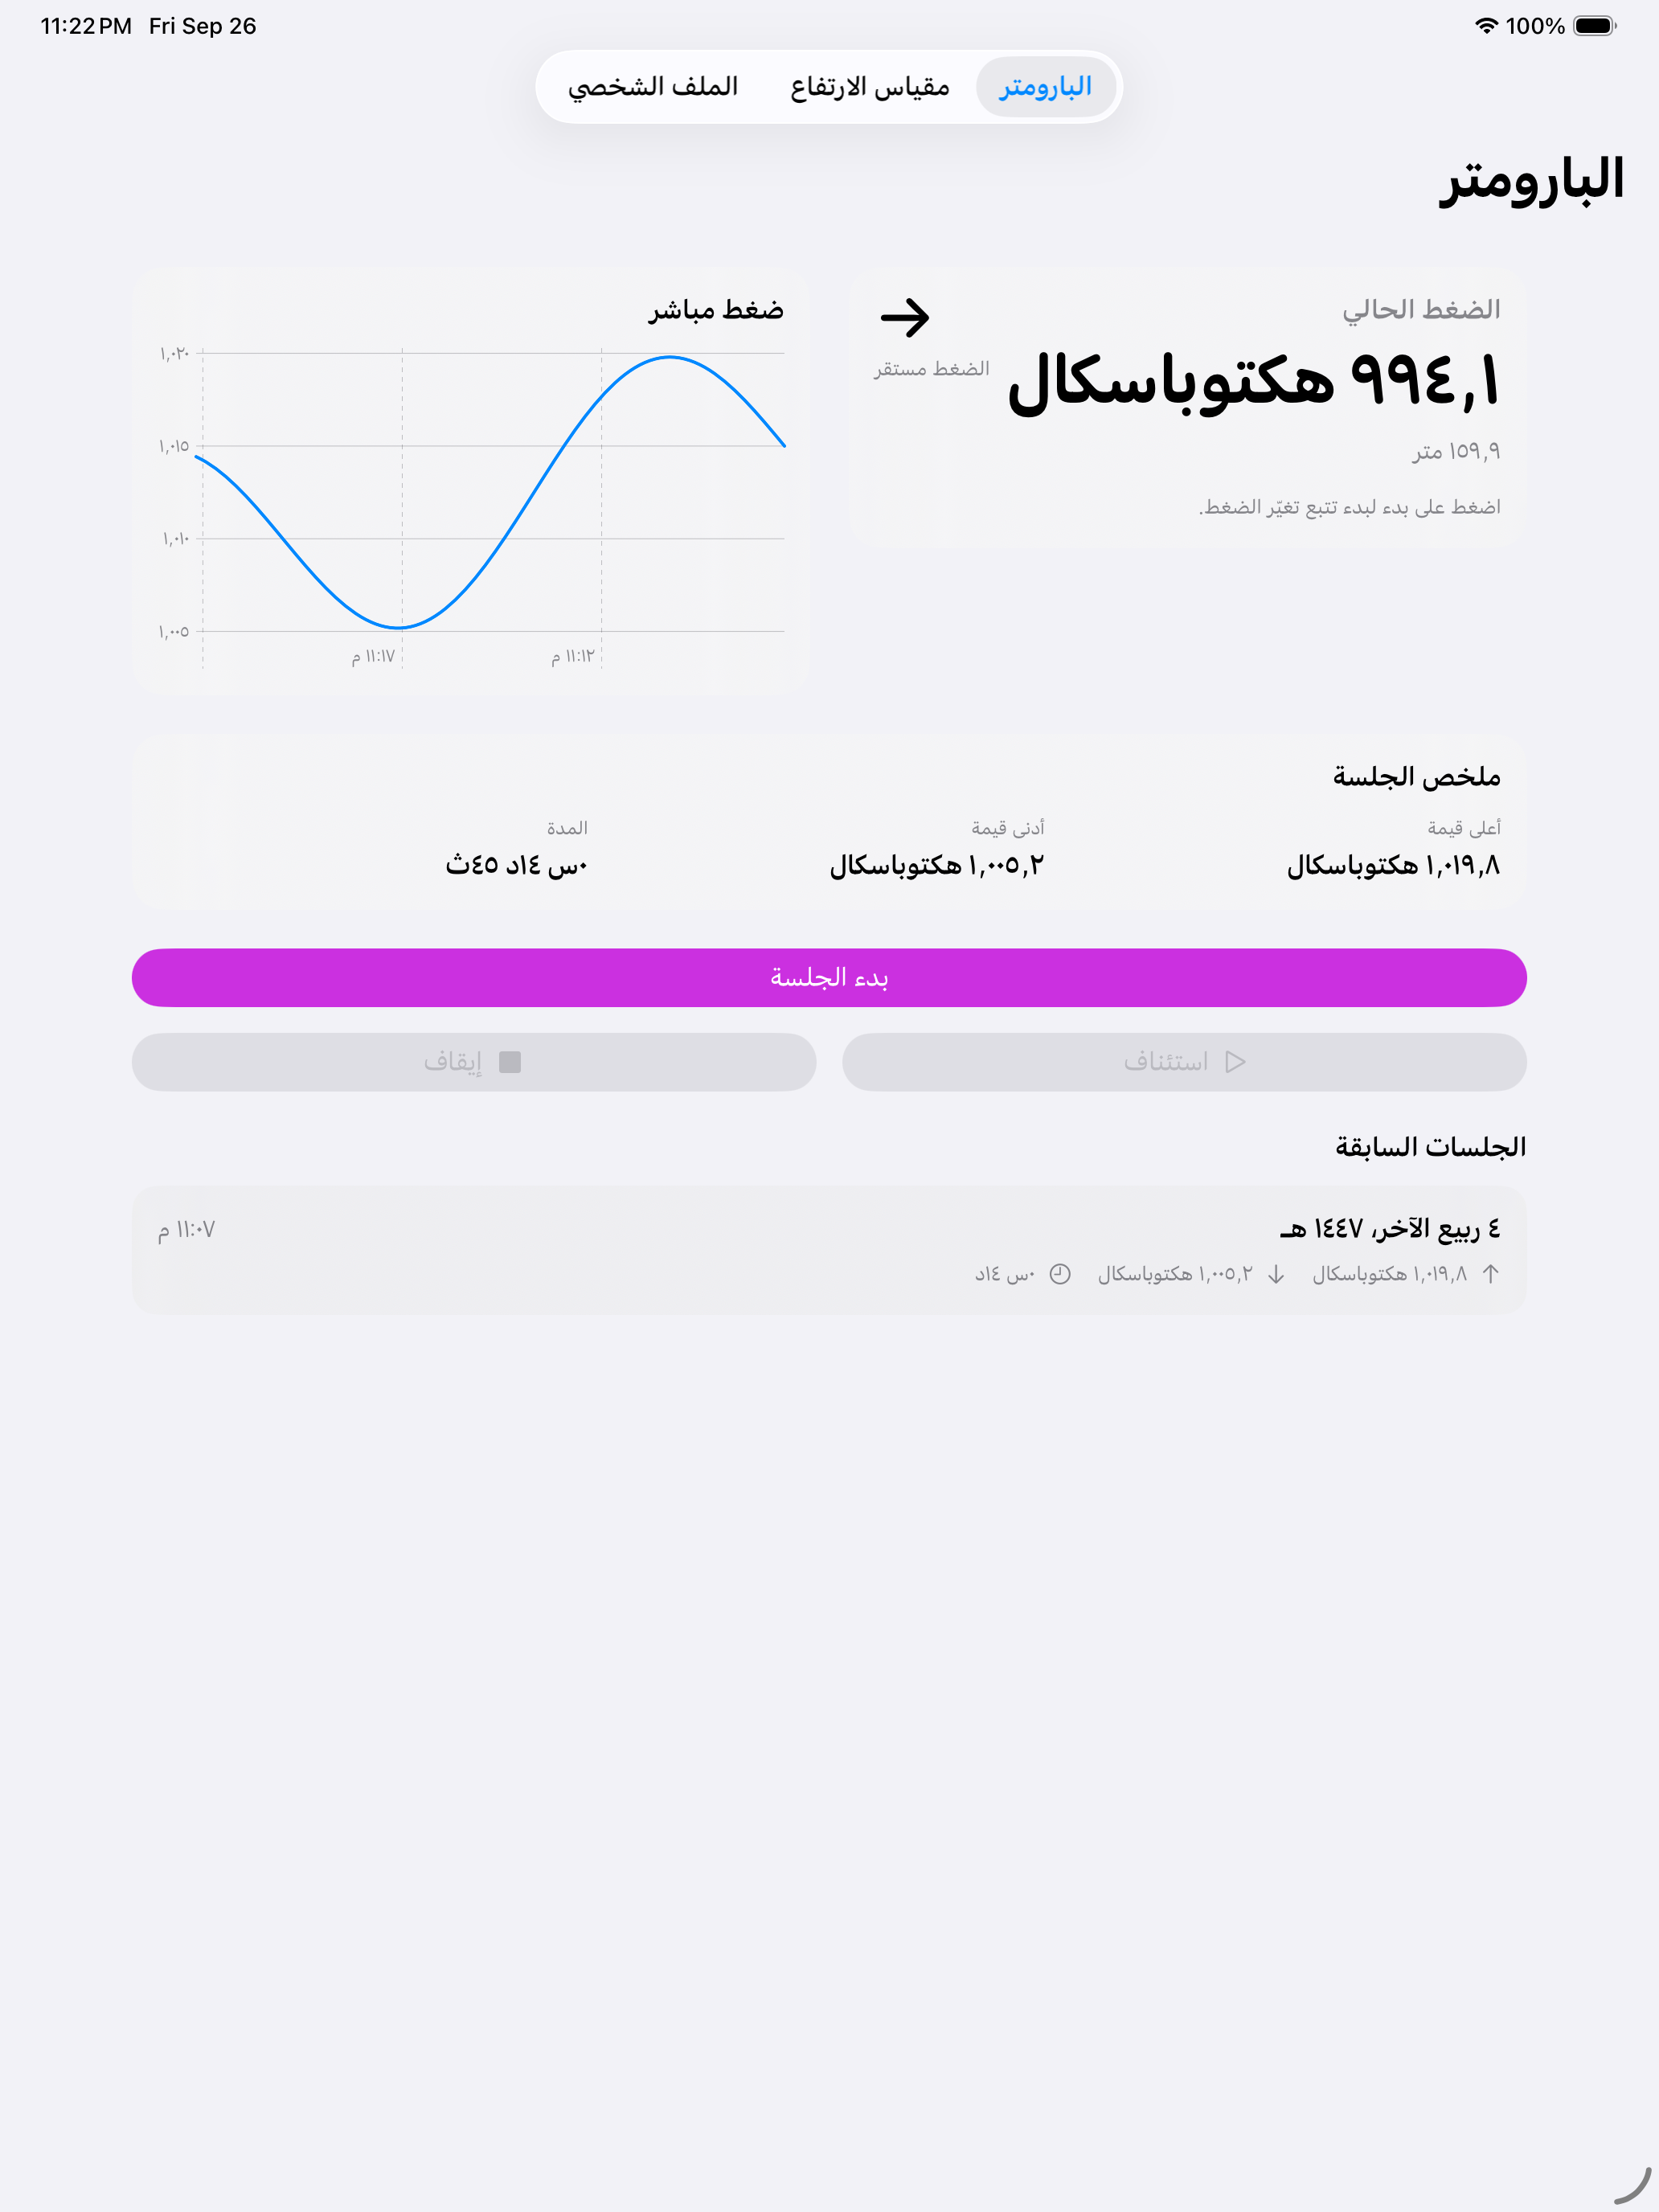 11:22 PM Fri Sep 26 100%
البارومتر مقياس الارتفاع الملف الشخصي
البارومتر
الضغط الحالي
٩٩٤,١ هكتوباسكال
الضغط مستقر
١٥٩,٩ متر
اضغط على بدء لبدء تتبع تغيّر الضغط.
ضغط مباشر
١,٠٢٠
١,٠١٥
١,٠١٠
١,٠٠٥
١١:١٢ م ١١:١٧ م
ملخص الجلسة
أعلى قيمة أدنى قيمة المدة
١,٠١٩,٨ هكتوباسكال ١,٠٠٥,٢ هكتوباسكال ٠س ١٤د ٤٥ث
بدء الجلسة
استئناف إيقاف
الجلسات السابقة
٤ ربيع الآخر، ١٤٤٧ هـ ١١:٠٧ م
١,٠١٩,٨ هكتوباسكال ١,٠٠٥,٢ هكتوباسكال ٠س ١٤د